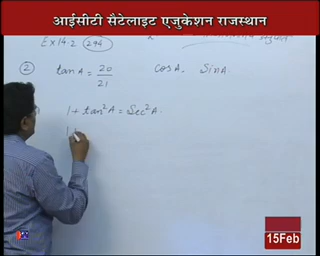 आईसीटी सैटेलाइट एजुकेशन राजस्थान
Ex 14.2 (294)
② tan A = 20/21 cos A. Sin A.
1 + tan²A = Sec²A.
1
15Feb